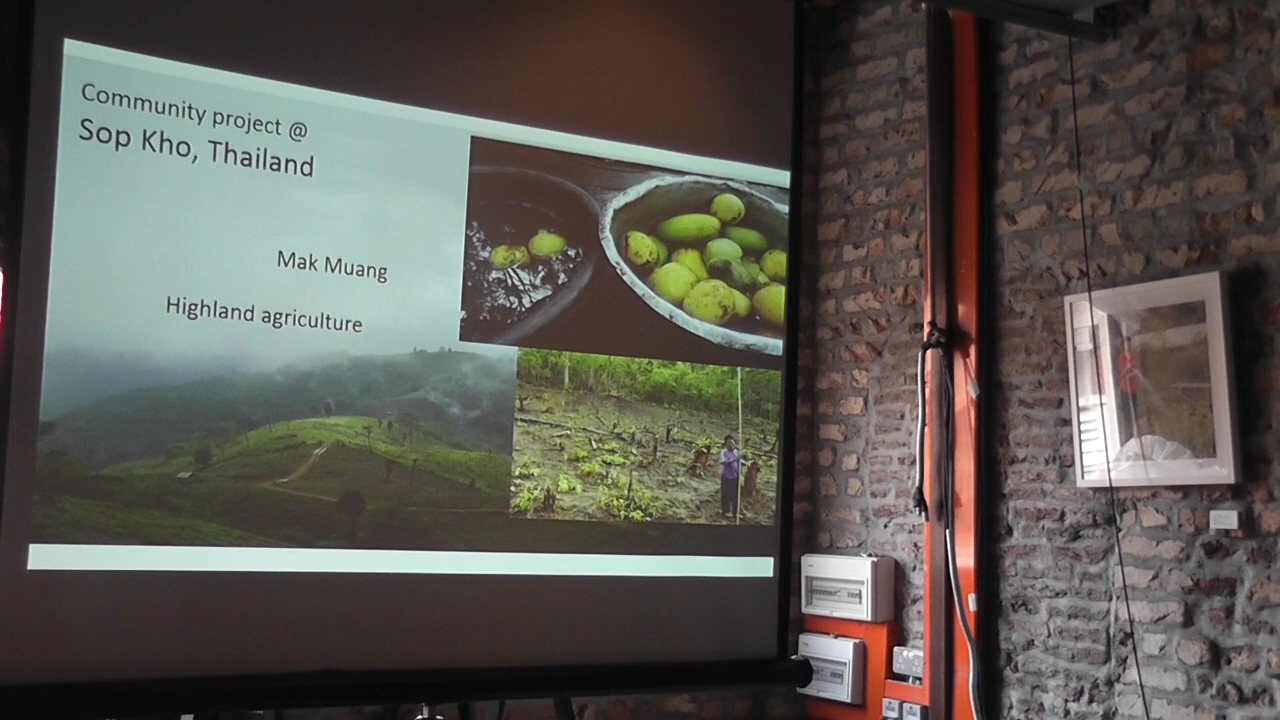 Community project @
Sop Kho, Thailand
Mak Muang
Highland agriculture